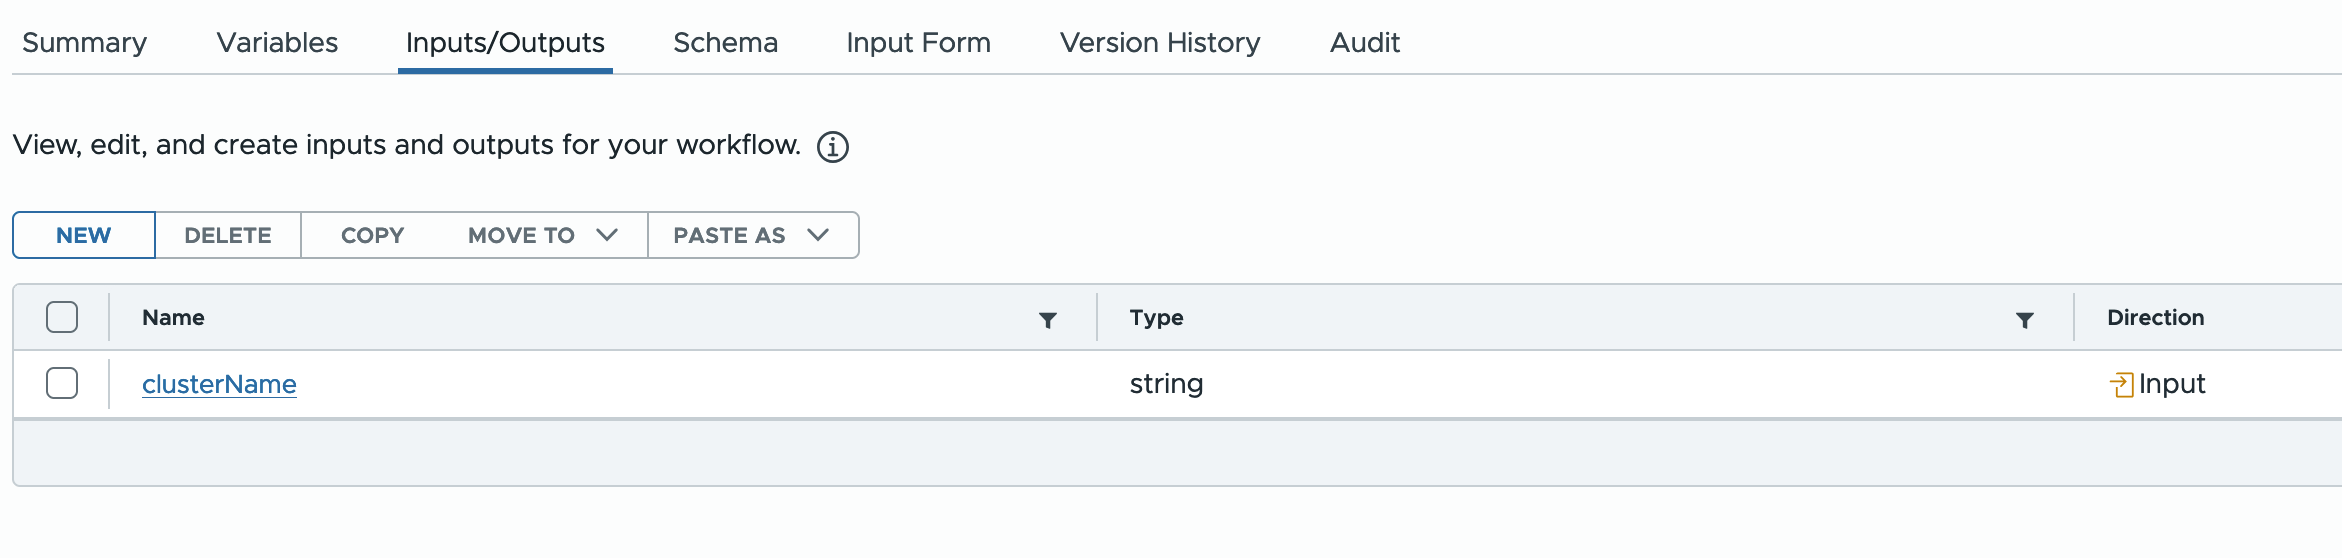 Summary Variables Inputs/Outputs Schema Input Form Version History Audit
View, edit, and create inputs and outputs for your workflow.
NEW DELETE COPY MOVE TO PASTE AS
Name Type Direction
clusterName string Input